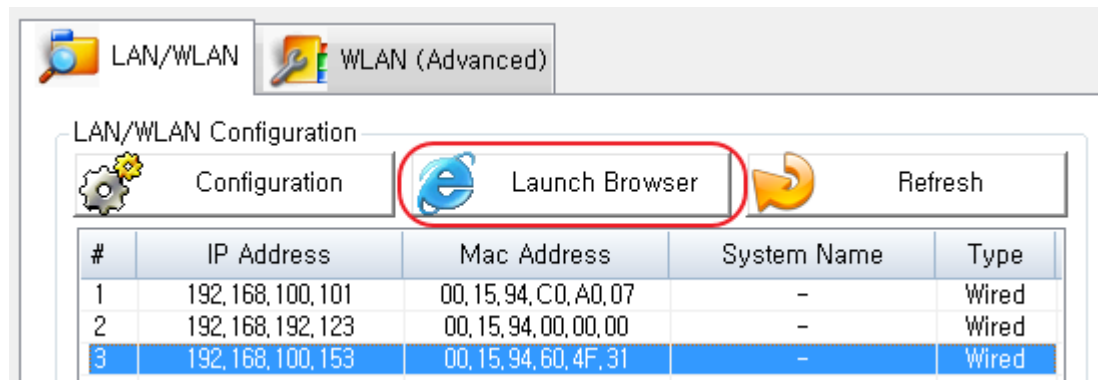 LAN/WLAN WLAN (Advanced)
LAN/WLAN Configuration
Configuration Launch Browser Refresh
# IP Address Mac Address System Name Type
1 192,168,100,101 00,15,94,C0,A0,07 - Wired
2 192,168,192,123 00,15,94,00,00,00 - Wired
3 192,168,100,153 00,15,94,60,4F,31 - Wired